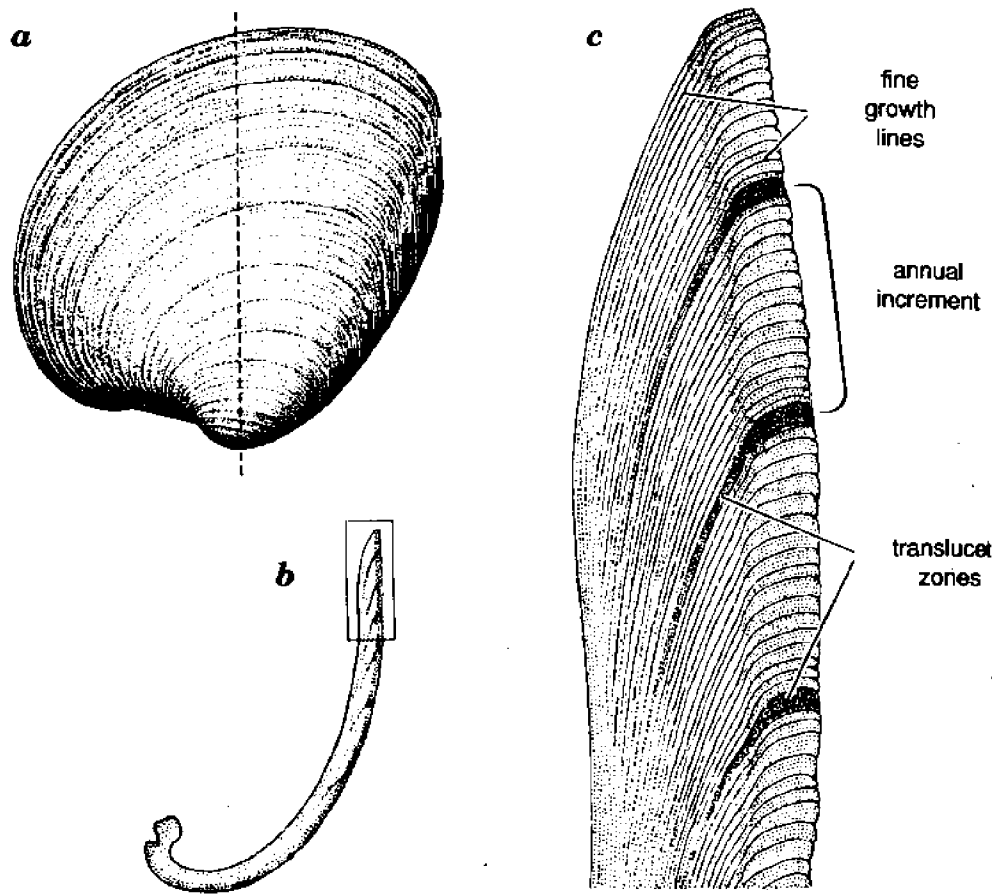 a
c
fine
growth
lines
annual
increment
b
translucet
zones